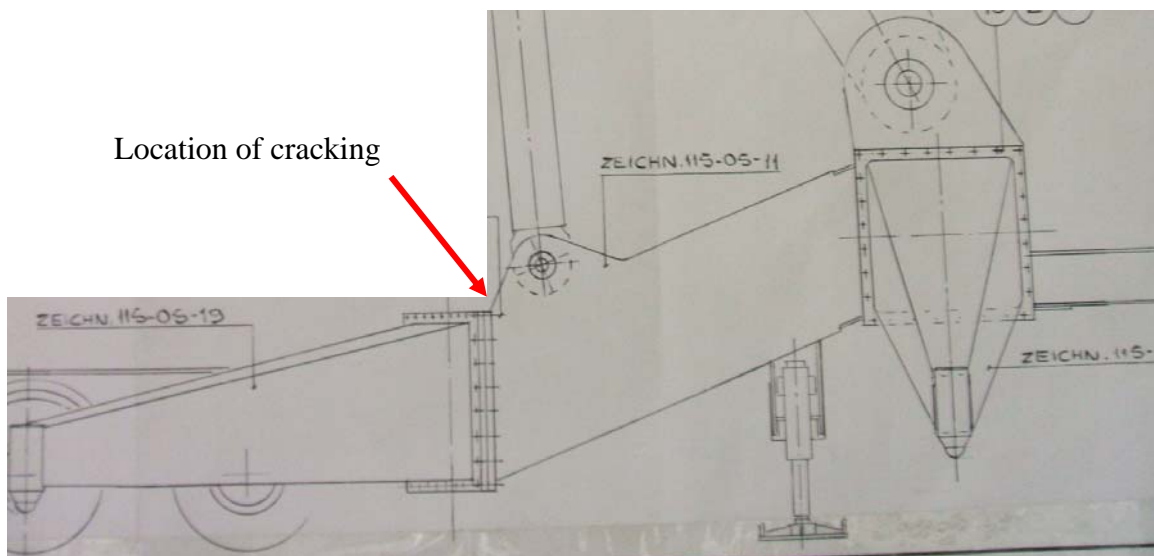 Location of cracking
ZEICHN.115-05-11
ZEICHN. 115-05-19
ZEICHN. 115-